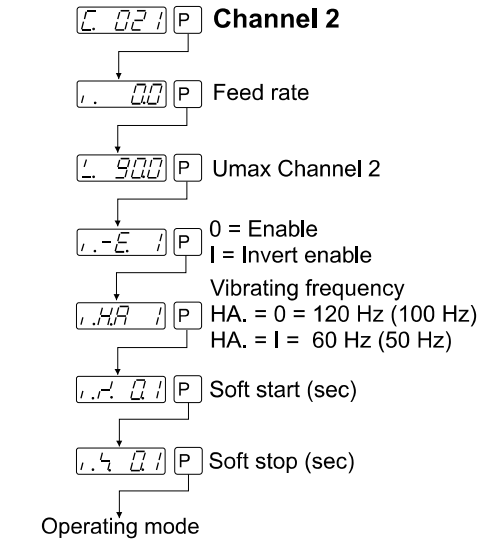 C. 021 P Channel 2
ı. 0.0 P Feed rate
90.0 P Umax Channel 2
ı.-E. 1 P 0 = Enable
I = Invert enable
Vibrating frequency
ı.HA 1 P HA. = 0 = 120 Hz (100 Hz)
HA. = I = 60 Hz (50 Hz)
0.1 P Soft start (sec)
0.1 P Soft stop (sec)
Operating mode